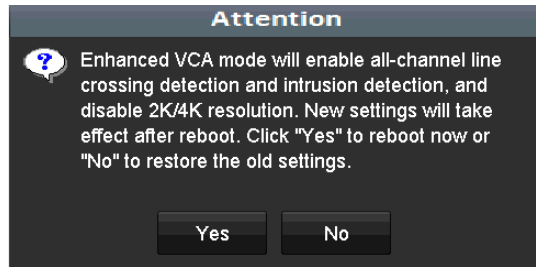 Attention
Enhanced VCA mode will enable all-channel line
crossing detection and intrusion detection, and
disable 2K/4K resolution. New settings will take
effect after reboot. Click "Yes" to reboot now or
"No" to restore the old settings.
Yes No